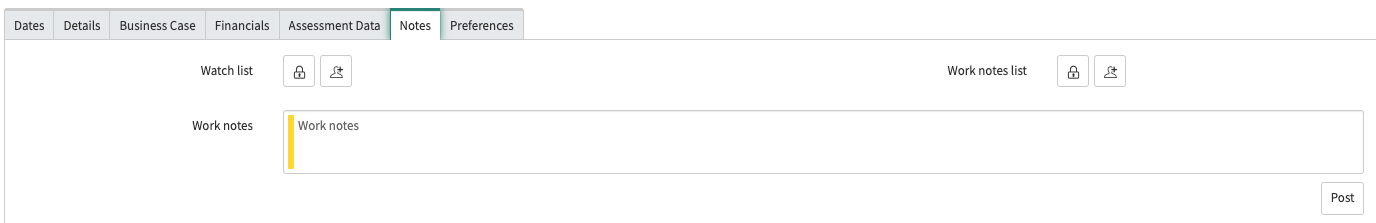 Dates Details Business Case Financials Assessment Data Notes Preferences
Watch list Work notes list
Work notes Work notes
Post